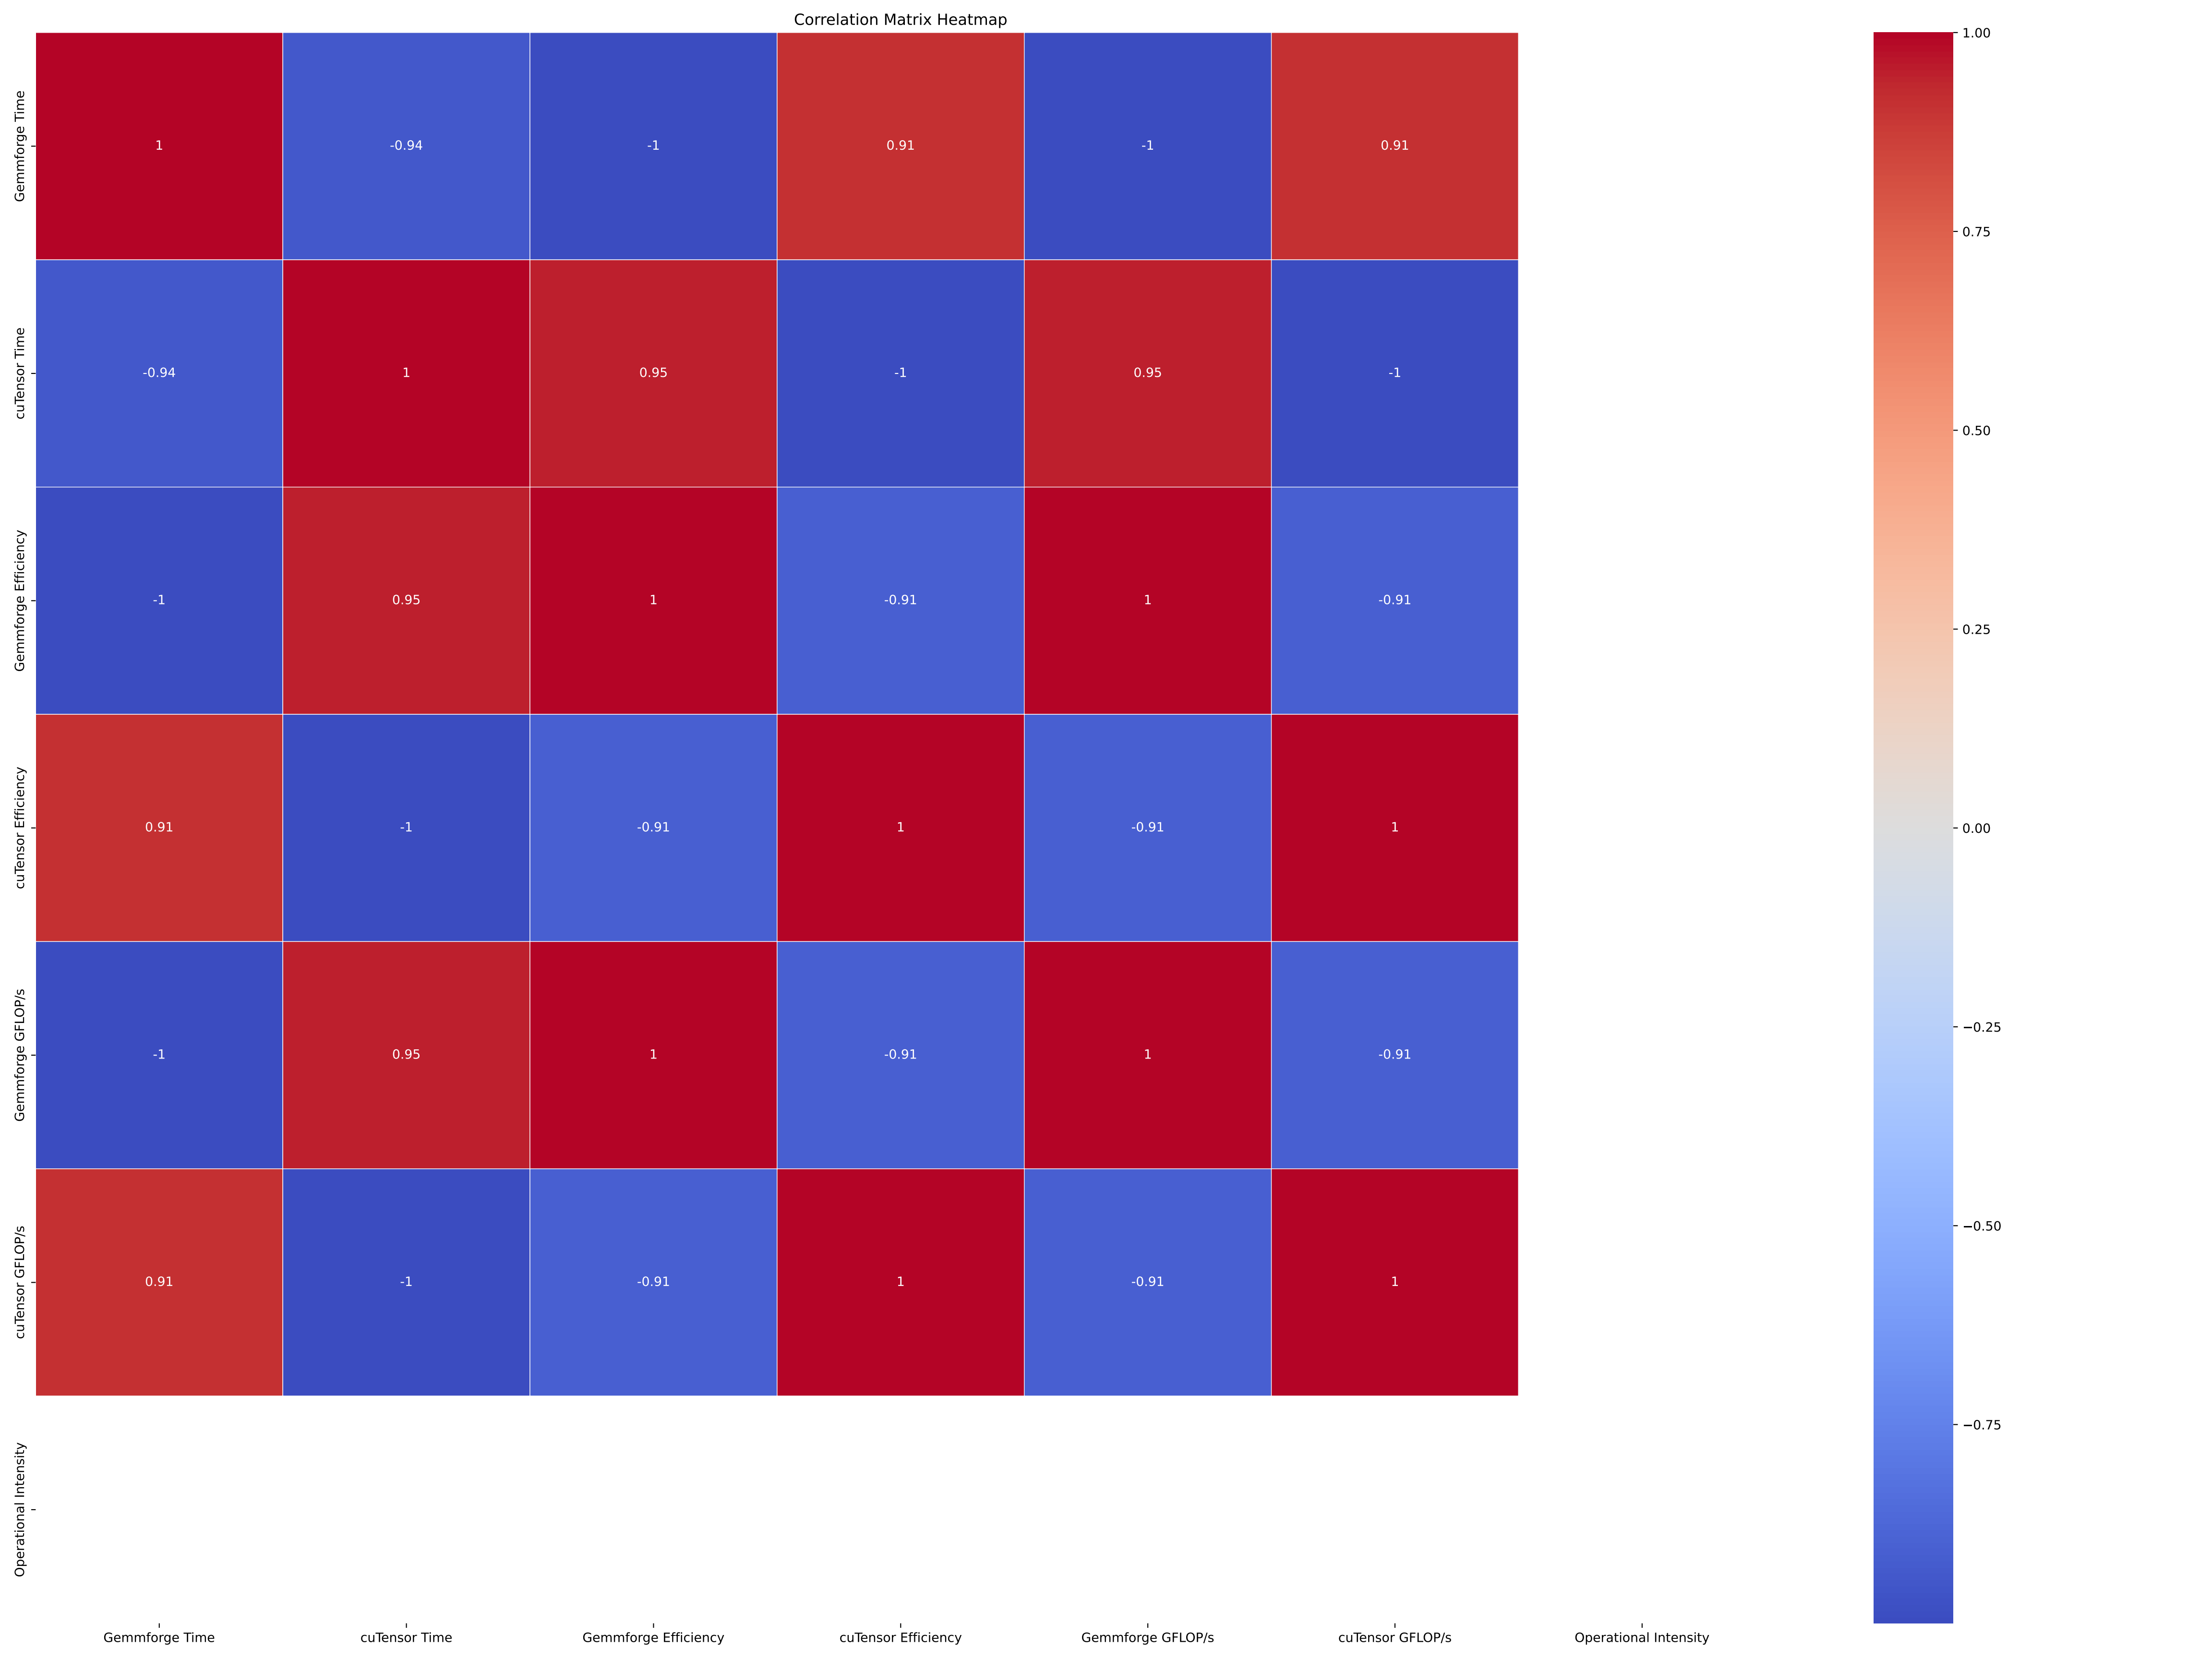 Correlation Matrix Heatmap
Gemmforge Time
1 -0.94 -1 0.91 -1 0.91
cuTensor Time
-0.94 1 0.95 -1 0.95 -1
Gemmforge Efficiency
-1 0.95 1 -0.91 1 -0.91
cuTensor Efficiency
0.91 -1 -0.91 1 -0.91 1
Gemmforge GFLOP/s
-1 0.95 1 -0.91 1 -0.91
cuTensor GFLOP/s
0.91 -1 -0.91 1 -0.91 1
Operational Intensity
Gemmforge Time cuTensor Time Gemmforge Efficiency cuTensor Efficiency Gemmforge GFLOP/s cuTensor GFLOP/s Operational Intensity
1.00
0.75
0.50
0.25
0.00
−0.25
−0.50
−0.75